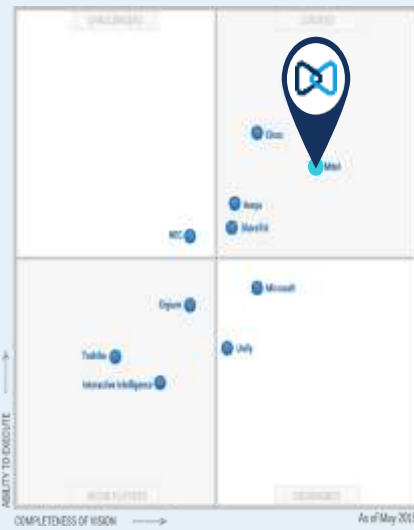 CHALLENGERS
LEADERS
Cisco
Mitel
Avaya
ShoreTel
NEC
Microsoft
Digium
Unify
Toshiba
Interactive Intelligence
ABILITY TO EXECUTE
NICHE PLAYERS
VISIONARIES
COMPLETENESS OF VISION
As of May 201